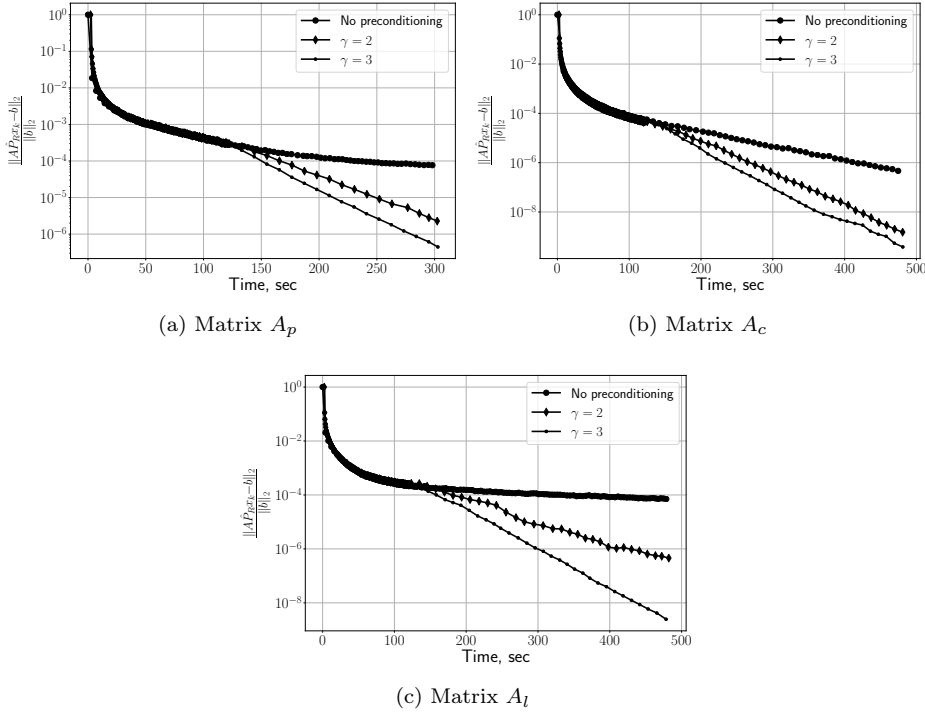 10^0
10^{-1}
10^{-2}
10^{-3}
10^{-4}
10^{-5}
10^{-6}
||AP̂_R x_k − b||_2 / ||b||_2
No preconditioning
γ = 2
γ = 3
0 50 100 150 200 250 300
Time, sec
(a) Matrix A_p
10^0
10^{-2}
10^{-4}
10^{-6}
10^{-8}
||AP̂_R x_k − b||_2 / ||b||_2
No preconditioning
γ = 2
γ = 3
0 100 200 300 400 500
Time, sec
(b) Matrix A_c
10^0
10^{-2}
10^{-4}
10^{-6}
10^{-8}
||AP̂_R x_k − b||_2 / ||b||_2
No preconditioning
γ = 2
γ = 3
0 100 200 300 400 500
Time, sec
(c) Matrix A_l